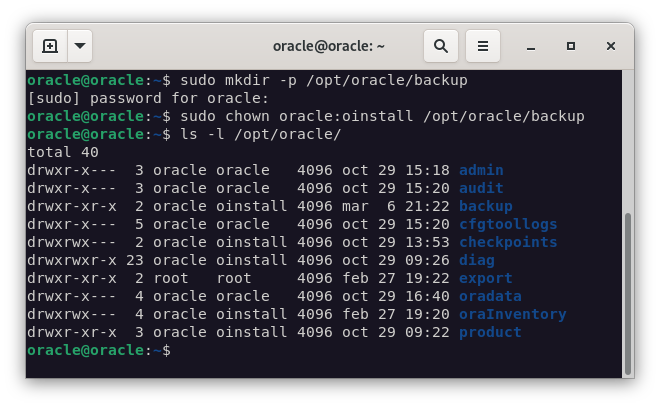 oracle@oracle: ~
oracle@oracle:~$ sudo mkdir -p /opt/oracle/backup
[sudo] password for oracle:
oracle@oracle:~$ sudo chown oracle:oinstall /opt/oracle/backup
oracle@oracle:~$ ls -l /opt/oracle/
total 40
drwxr-x---  3 oracle oracle   4096 oct 29 15:18 admin
drwxr-x---  3 oracle oracle   4096 oct 29 15:20 audit
drwxr-xr-x  2 oracle oinstall 4096 mar  6 21:22 backup
drwxr-x---  5 oracle oracle   4096 oct 29 15:20 cfgtoollogs
drwxrwx---  2 oracle oinstall 4096 oct 29 13:53 checkpoints
drwxrwxr-x 23 oracle oinstall 4096 oct 29 09:26 diag
drwxr-xr-x  2 root   root     4096 feb 27 19:22 export
drwxr-x---  4 oracle oracle   4096 oct 29 16:40 oradata
drwxrwx---  4 oracle oinstall 4096 feb 27 19:20 oraInventory
drwxr-xr-x  3 oracle oinstall 4096 oct 29 09:22 product
oracle@oracle:~$